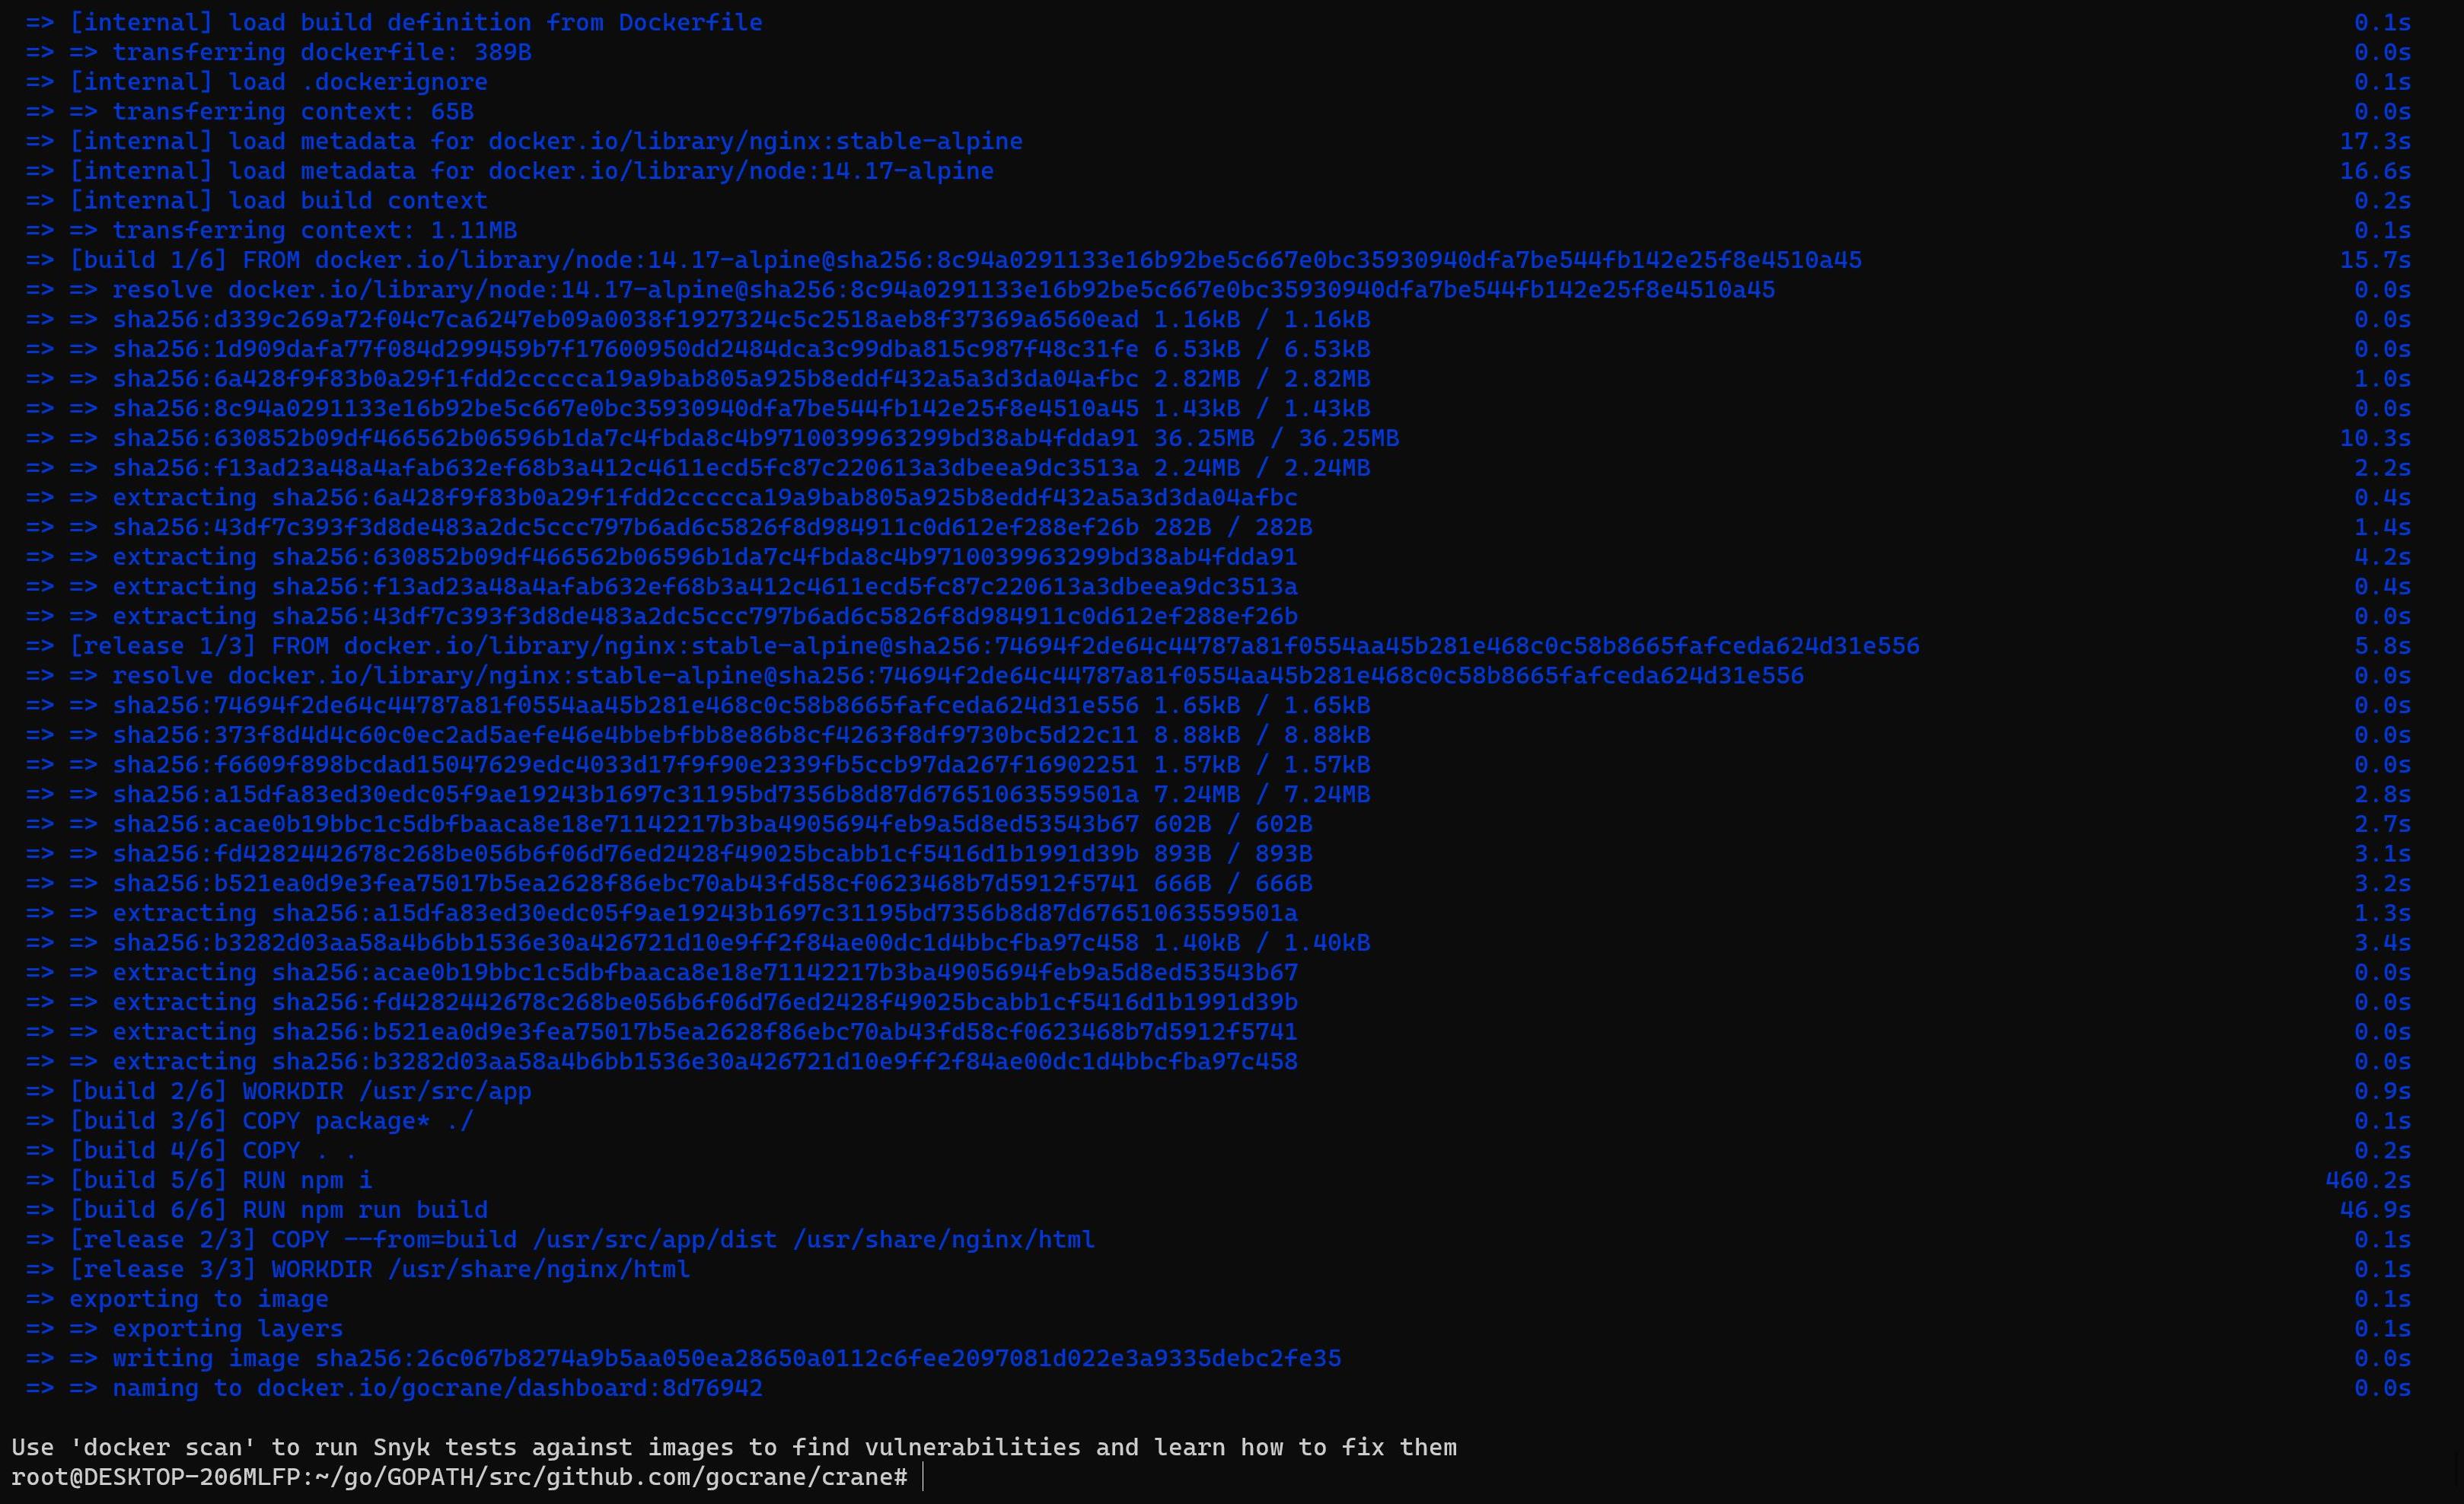 => [internal] load build definition from Dockerfile 0.1s
=> => transferring dockerfile: 389B 0.0s
=> [internal] load .dockerignore 0.1s
=> => transferring context: 65B 0.0s
=> [internal] load metadata for docker.io/library/nginx:stable-alpine 17.3s
=> [internal] load metadata for docker.io/library/node:14.17-alpine 16.6s
=> [internal] load build context 0.2s
=> => transferring context: 1.11MB 0.1s
=> [build 1/6] FROM docker.io/library/node:14.17-alpine@sha256:8c94a0291133e16b92be5c667e0bc35930940dfa7be544fb142e25f8e4510a45 15.7s
=> => resolve docker.io/library/node:14.17-alpine@sha256:8c94a0291133e16b92be5c667e0bc35930940dfa7be544fb142e25f8e4510a45 0.0s
=> => sha256:d339c269a72f04c7ca6247eb09a0038f1927324c5c2518aeb8f37369a6560ead 1.16kB / 1.16kB 0.0s
=> => sha256:1d909dafa77f084d299459b7f17600950dd2484dca3c99dba815c987f48c31fe 6.53kB / 6.53kB 0.0s
=> => sha256:6a428f9f83b0a29f1fdd2ccccca19a9bab805a925b8eddf432a5a3d3da04afbc 2.82MB / 2.82MB 1.0s
=> => sha256:8c94a0291133e16b92be5c667e0bc35930940dfa7be544fb142e25f8e4510a45 1.43kB / 1.43kB 0.0s
=> => sha256:630852b09df466562b06596b1da7c4fbda8c4b9710039963299bd38ab4fdda91 36.25MB / 36.25MB 10.3s
=> => sha256:f13ad23a48a4afab632ef68b3a412c4611ecd5fc87c220613a3dbeea9dc3513a 2.24MB / 2.24MB 2.2s
=> => extracting sha256:6a428f9f83b0a29f1fdd2ccccca19a9bab805a925b8eddf432a5a3d3da04afbc 0.4s
=> => sha256:43df7c393f3d8de483a2dc5ccc797b6ad6c5826f8d984911c0d612ef288ef26b 282B / 282B 1.4s
=> => extracting sha256:630852b09df466562b06596b1da7c4fbda8c4b9710039963299bd38ab4fdda91 4.2s
=> => extracting sha256:f13ad23a48a4afab632ef68b3a412c4611ecd5fc87c220613a3dbeea9dc3513a 0.4s
=> => extracting sha256:43df7c393f3d8de483a2dc5ccc797b6ad6c5826f8d984911c0d612ef288ef26b 0.0s
=> [release 1/3] FROM docker.io/library/nginx:stable-alpine@sha256:74694f2de64c44787a81f0554aa45b281e468c0c58b8665fafceda624d31e556 5.8s
=> => resolve docker.io/library/nginx:stable-alpine@sha256:74694f2de64c44787a81f0554aa45b281e468c0c58b8665fafceda624d31e556 0.0s
=> => sha256:74694f2de64c44787a81f0554aa45b281e468c0c58b8665fafceda624d31e556 1.65kB / 1.65kB 0.0s
=> => sha256:373f8d4d4c60c0ec2ad5aefe46e4bbebfbb8e86b8cf4263f8df9730bc5d22c11 8.88kB / 8.88kB 0.0s
=> => sha256:f6609f898bcdad15047629edc4033d17f9f90e2339fb5ccb97da267f16902251 1.57kB / 1.57kB 0.0s
=> => sha256:a15dfa83ed30edc05f9ae19243b1697c31195bd7356b8d87d67651063559501a 7.24MB / 7.24MB 2.8s
=> => sha256:acae0b19bbc1c5dbfbaaca8e18e71142217b3ba4905694feb9a5d8ed53543b67 602B / 602B 2.7s
=> => sha256:fd4282442678c268be056b6f06d76ed2428f49025bcabb1cf5416d1b1991d39b 893B / 893B 3.1s
=> => sha256:b521ea0d9e3fea75017b5ea2628f86ebc70ab43fd58cf0623468b7d5912f5741 666B / 666B 3.2s
=> => extracting sha256:a15dfa83ed30edc05f9ae19243b1697c31195bd7356b8d87d67651063559501a 1.3s
=> => sha256:b3282d03aa58a4b6bb1536e30a426721d10e9ff2f84ae00dc1d4bbcfba97c458 1.40kB / 1.40kB 3.4s
=> => extracting sha256:acae0b19bbc1c5dbfbaaca8e18e71142217b3ba4905694feb9a5d8ed53543b67 0.0s
=> => extracting sha256:fd4282442678c268be056b6f06d76ed2428f49025bcabb1cf5416d1b1991d39b 0.0s
=> => extracting sha256:b521ea0d9e3fea75017b5ea2628f86ebc70ab43fd58cf0623468b7d5912f5741 0.0s
=> => extracting sha256:b3282d03aa58a4b6bb1536e30a426721d10e9ff2f84ae00dc1d4bbcfba97c458 0.0s
=> [build 2/6] WORKDIR /usr/src/app 0.9s
=> [build 3/6] COPY package* ./ 0.1s
=> [build 4/6] COPY . . 0.2s
=> [build 5/6] RUN npm i 460.2s
=> [build 6/6] RUN npm run build 46.9s
=> [release 2/3] COPY --from=build /usr/src/app/dist /usr/share/nginx/html 0.1s
=> [release 3/3] WORKDIR /usr/share/nginx/html 0.1s
=> exporting to image 0.1s
=> => exporting layers 0.1s
=> => writing image sha256:26c067b8274a9b5aa050ea28650a0112c6fee2097081d022e3a9335debc2fe35 0.0s
=> => naming to docker.io/gocrane/dashboard:8d76942 0.0s
Use 'docker scan' to run Snyk tests against images to find vulnerabilities and learn how to fix them
root@DESKTOP-206MLFP:~/go/GOPATH/src/github.com/gocrane/crane#